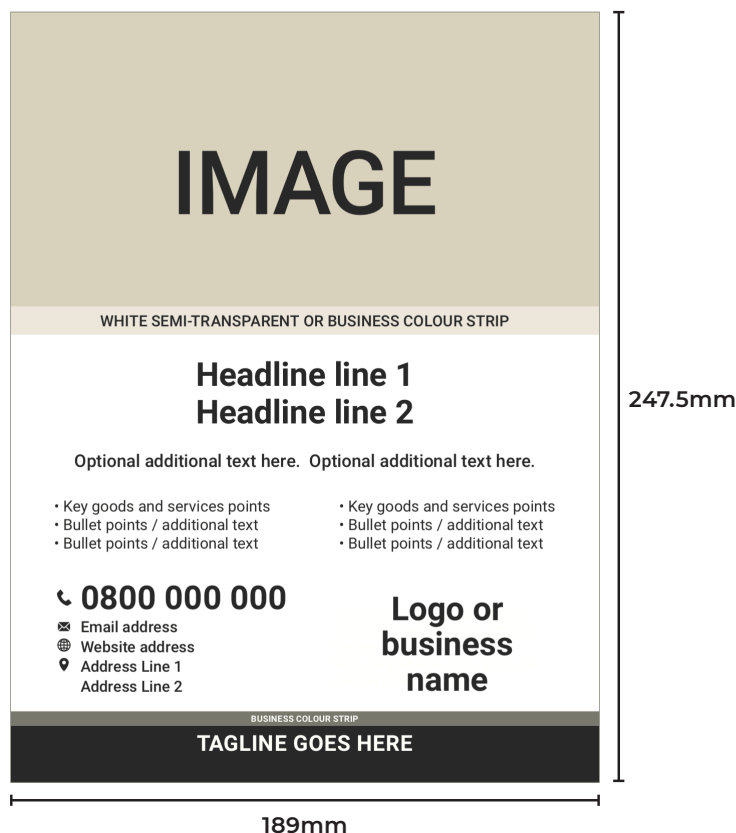 IMAGE
WHITE SEMI-TRANSPARENT OR BUSINESS COLOUR STRIP
Headline line 1
Headline line 2
Optional additional text here.  Optional additional text here.
• Key goods and services points
• Bullet points / additional text
• Bullet points / additional text
• Key goods and services points
• Bullet points / additional text
• Bullet points / additional text
0800 000 000
Email address
Website address
Address Line 1
Address Line 2
Logo or
business
name
BUSINESS COLOUR STRIP
TAGLINE GOES HERE
247.5mm
189mm